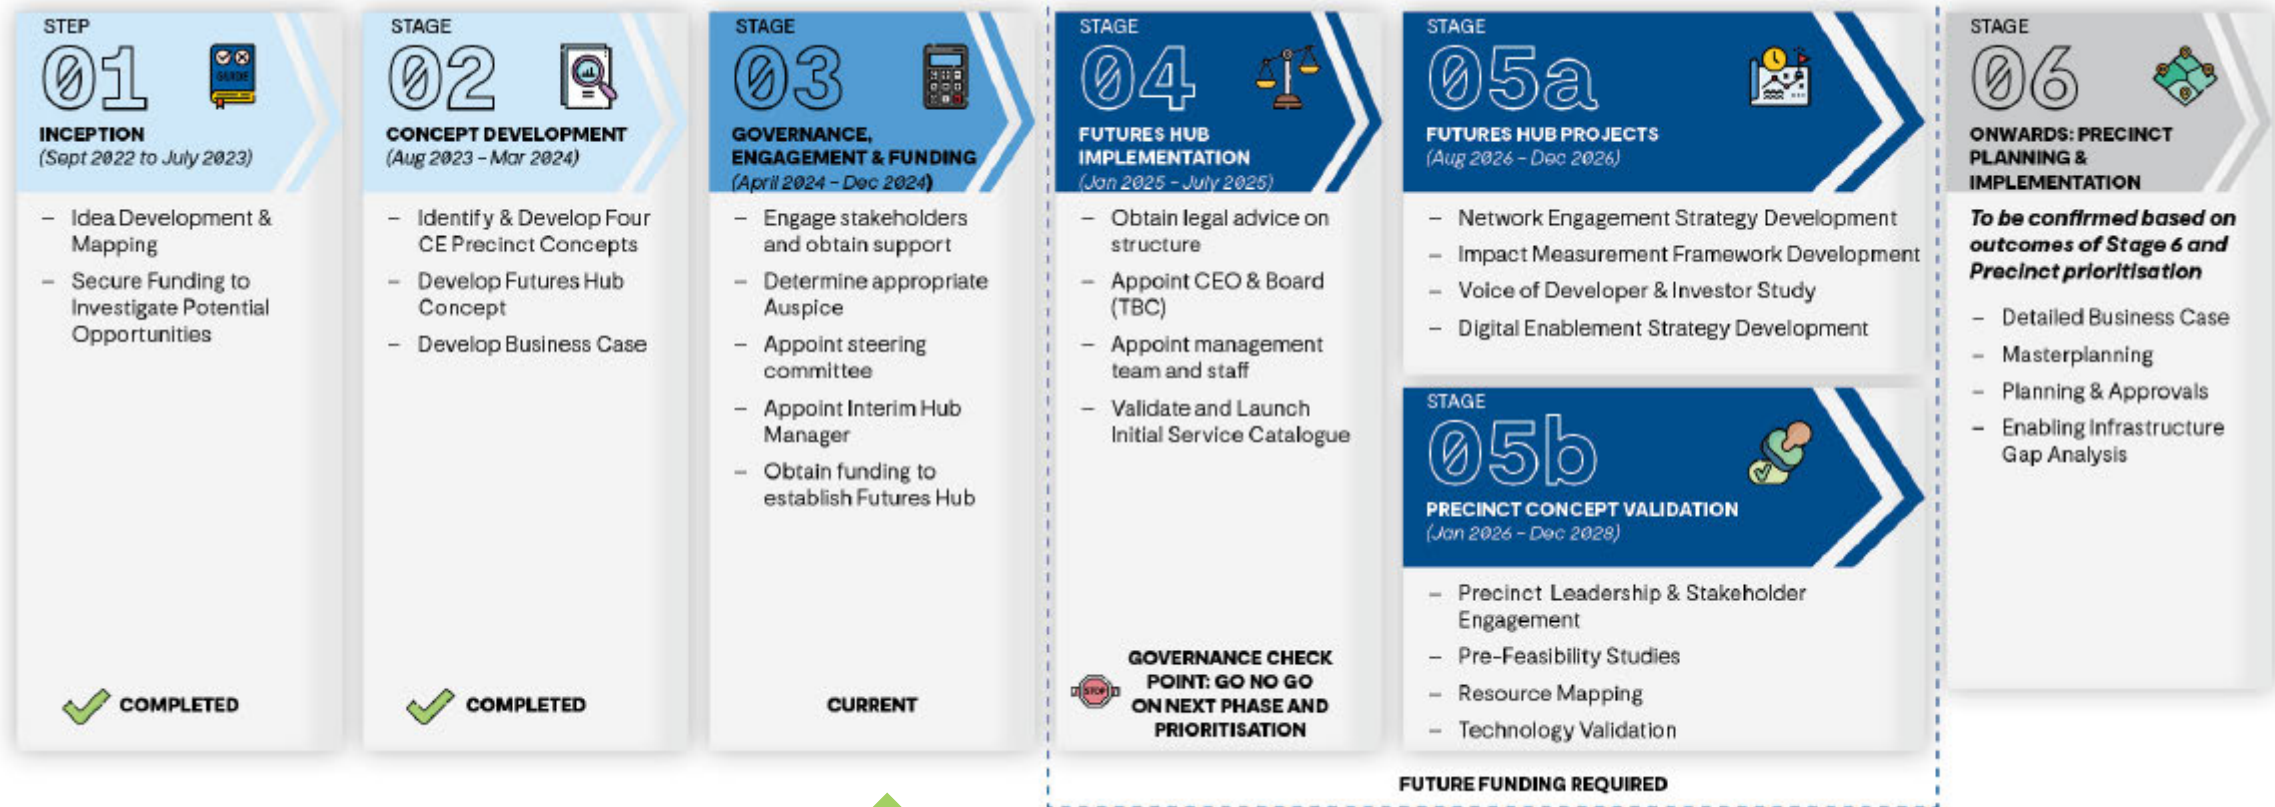 STEP
01
GUIDE
INCEPTION
(Sept 2022 to July 2023)
– Idea Development &
Mapping
– Secure Funding to
Investigate Potential
Opportunities
COMPLETED
STAGE
02
CONCEPT DEVELOPMENT
(Aug 2023 – Mar 2024)
– Identify & Develop Four
CE Precinct Concepts
– Develop Futures Hub
Concept
– Develop Business Case
COMPLETED
STAGE
03
GOVERNANCE,
ENGAGEMENT & FUNDING
(April 2024 – Dec 2024)
– Engage stakeholders
and obtain support
– Determine appropriate
Auspice
– Appoint steering
committee
– Appoint Interim Hub
Manager
– Obtain funding to
establish Futures Hub
CURRENT
STAGE
04
FUTURES HUB
IMPLEMENTATION
(Jan 2025 – July 2025)
– Obtain legal advice on
structure
– Appoint CEO & Board
(TBC)
– Appoint management
team and staff
– Validate and Launch
Initial Service Catalogue
STOP
GOVERNANCE CHECK
POINT: GO NO GO
ON NEXT PHASE AND
PRIORITISATION
STAGE
05a
FUTURES HUB PROJECTS
(Aug 2026 – Dec 2026)
– Network Engagement Strategy Development
– Impact Measurement Framework Development
– Voice of Developer & Investor Study
– Digital Enablement Strategy Development
STAGE
05b
PRECINCT CONCEPT VALIDATION
(Jan 2026 – Dec 2028)
– Precinct Leadership & Stakeholder
Engagement
– Pre-Feasibility Studies
– Resource Mapping
– Technology Validation
FUTURE FUNDING REQUIRED
STAGE
06
ONWARDS: PRECINCT
PLANNING &
IMPLEMENTATION
To be confirmed based on
outcomes of Stage 6 and
Precinct prioritisation
– Detailed Business Case
– Masterplanning
– Planning & Approvals
– Enabling Infrastructure
Gap Analysis